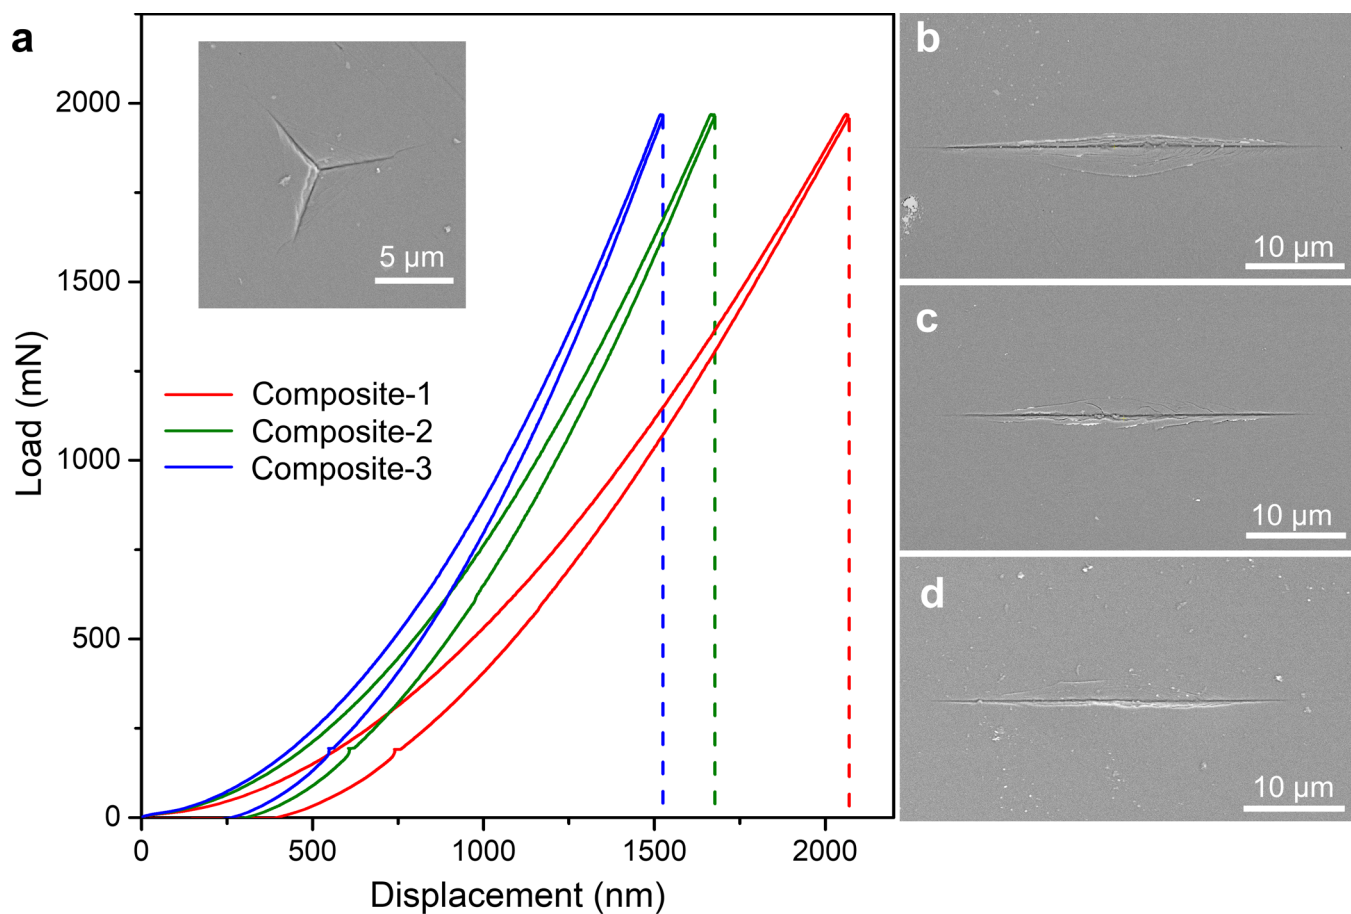 a
2000
1500
1000
500
0
Load (mN)
5 µm
Composite-1
Composite-2
Composite-3
0
500
1000
1500
2000
Displacement (nm)
b
10 µm
c
10 µm
d
10 µm